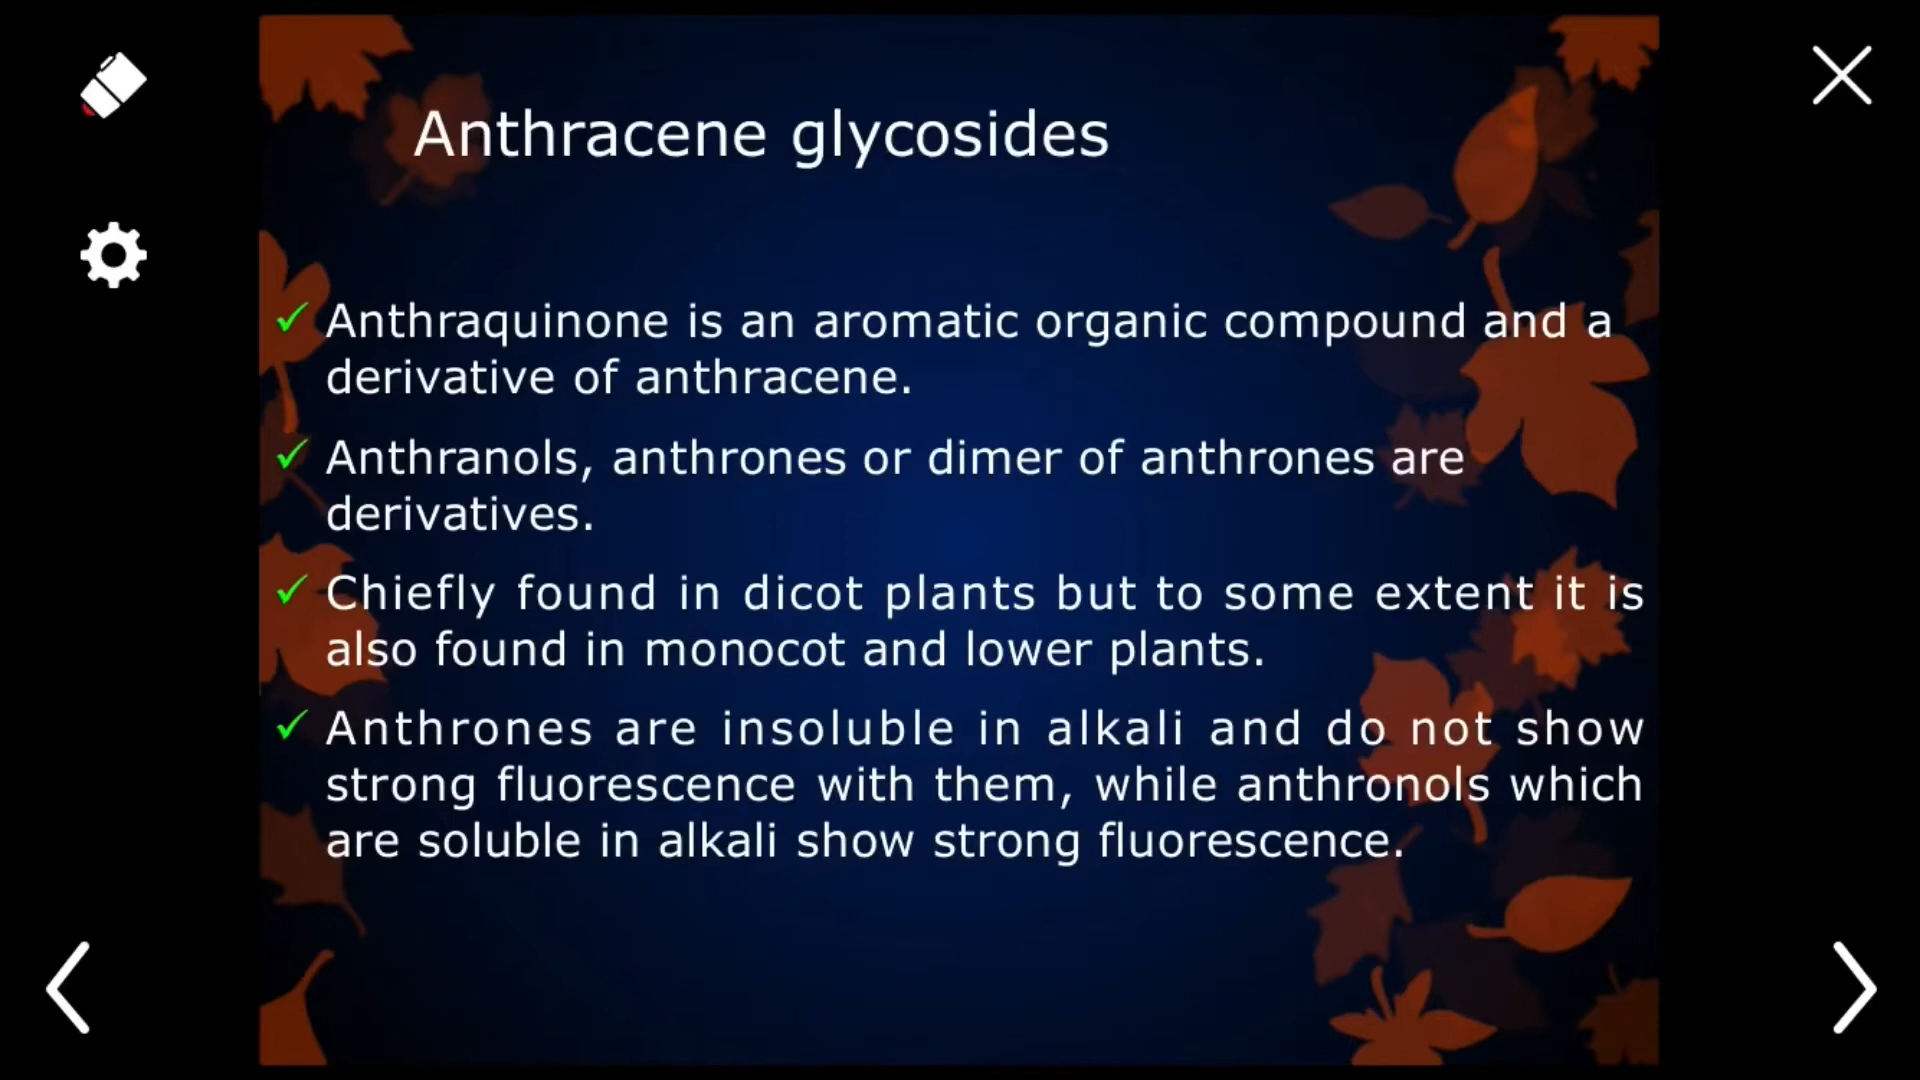 Anthracene glycosides
✓ Anthraquinone is an aromatic organic compound and a
derivative of anthracene.
✓ Anthranols, anthrones or dimer of anthrones are
derivatives.
✓ Chiefly found in dicot plants but to some extent it is
also found in monocot and lower plants.
✓ Anthrones are insoluble in alkali and do not show
strong fluorescence with them, while anthronols which
are soluble in alkali show strong fluorescence.